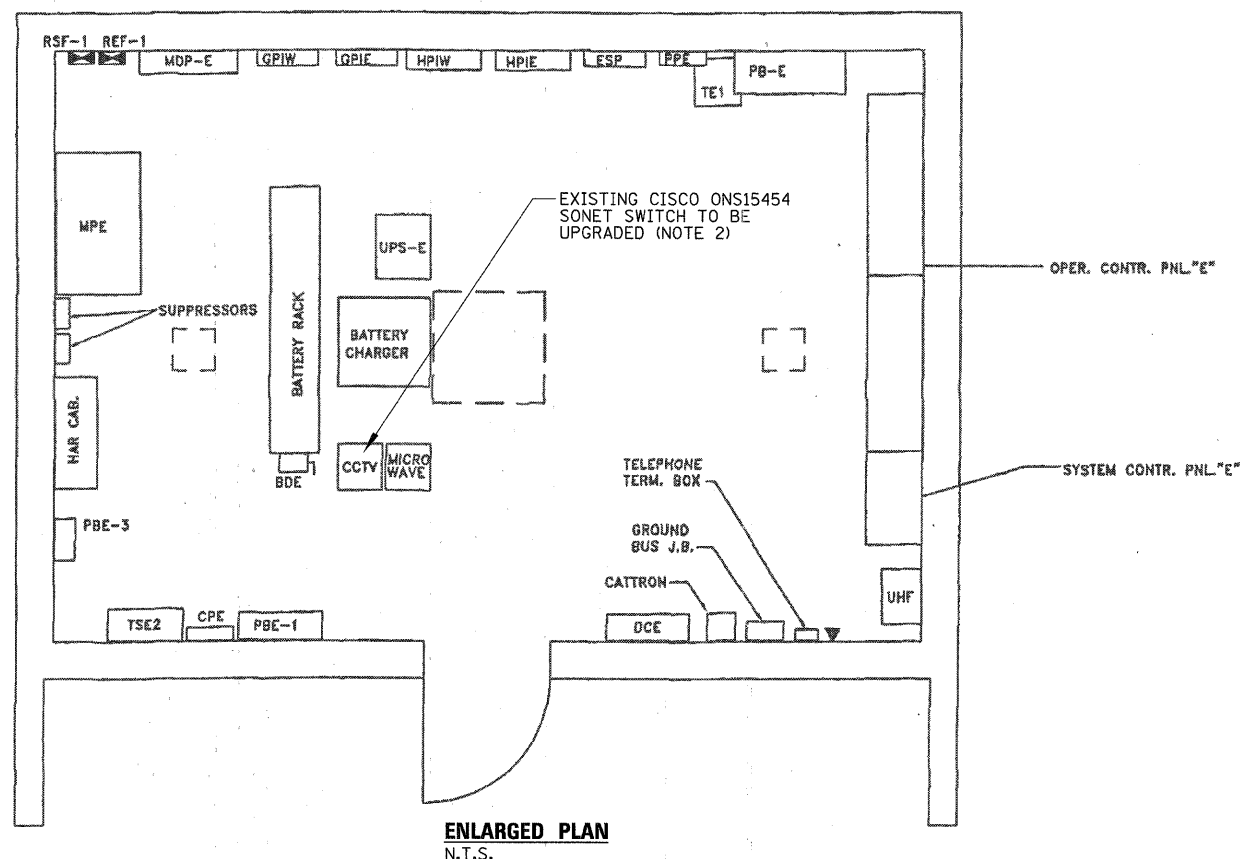 RSF-1 REF-1
MDP-E
GPIW
GPIE
HPIW
HPIE
ESP
PPE
TE1
PB-E
MPE
EXISTING CISCO ONS15454
SONET SWITCH TO BE
UPGRADED (NOTE 2)
UPS-E
OPER. CONTR. PNL."E"
SUPPRESSORS
BATTERY RACK
BATTERY
CHARGER
HAR CAB.
CCTV
MICRO
WAVE
BDE
TELEPHONE
TERM. BOX
SYSTEM CONTR. PNL."E"
PBE-3
GROUND
BUS J.B.
CATTRON
UHF
TSE2
CPE
PBE-1
DCE
ENLARGED PLAN
N.T.S.